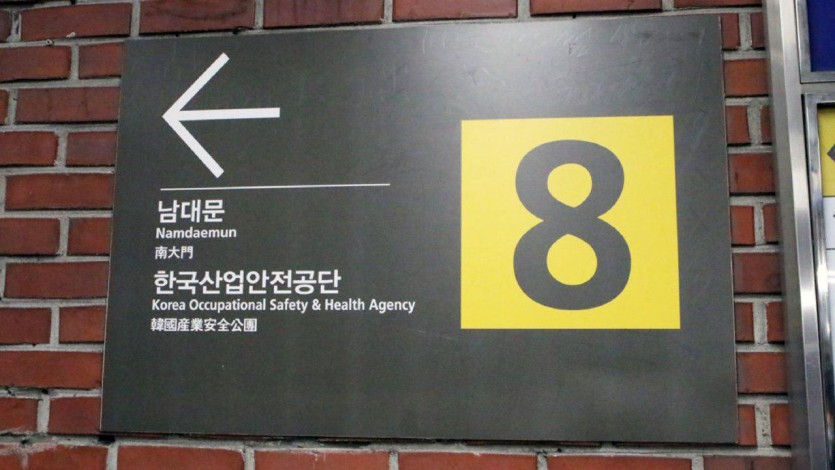 남대문
Namdaemun
南大門
한국산업안전공단
Korea Occupational Safety & Health Agency
韓國産業安全公團
8